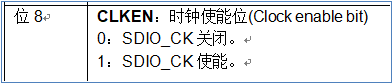 位 8 CLKEN：时钟使能位(Clock enable bit)
0：SDIO_CK 关闭。
1：SDIO_CK 使能。